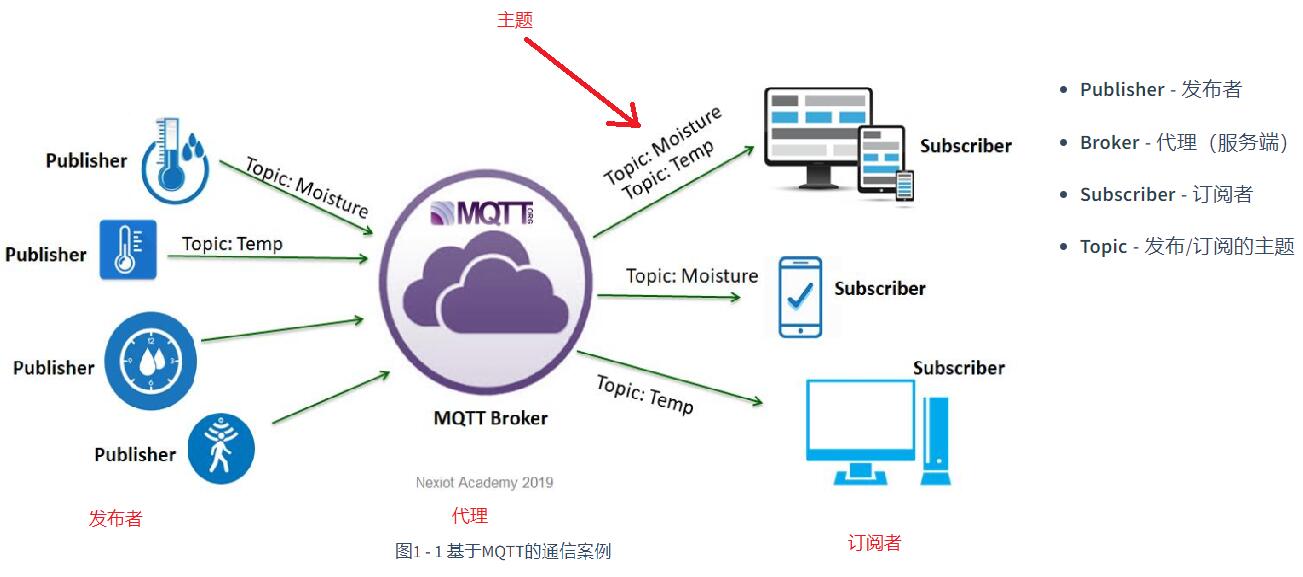 主题
Publisher
Topic: Moisture
Publisher
Topic: Temp
Publisher
Publisher
发布者
MQTT
.ORG
MQTT Broker
Nexiot Academy 2019
代理
图1 - 1 基于MQTT的通信案例
Topic: Moisture
Topic: Temp
Subscriber
Topic: Moisture
Subscriber
Topic: Temp
Subscriber
订阅者
Publisher - 发布者
Broker - 代理（服务端）
Subscriber - 订阅者
Topic - 发布/订阅的主题